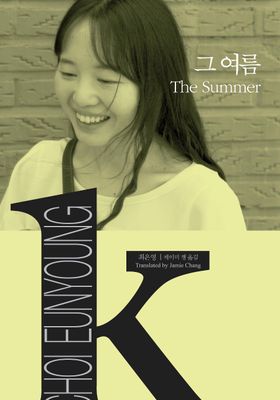 그 여름
The Summer
CHOI EUNYOUNG
k
최은영 | 제이미 챙 옮김
Translated by Jamie Chang